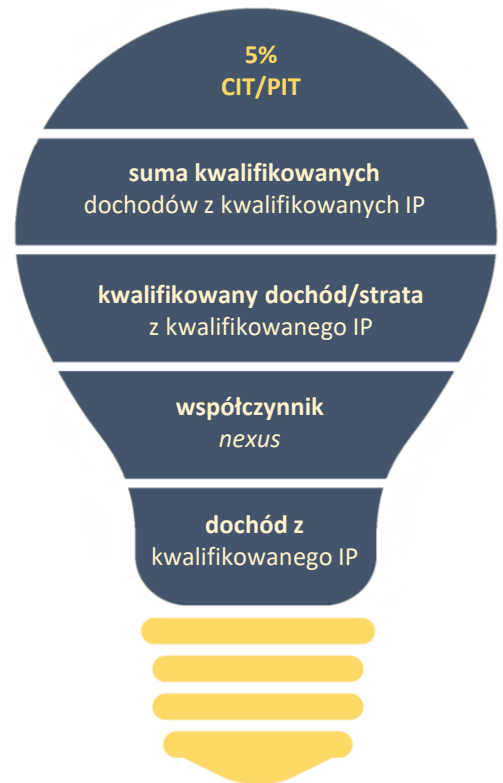 5%
CIT/PIT
suma kwalifikowanych
dochodów z kwalifikowanych IP
kwalifikowany dochód/strata
z kwalifikowanego IP
współczynnik
nexus
dochód z
kwalifikowanego IP